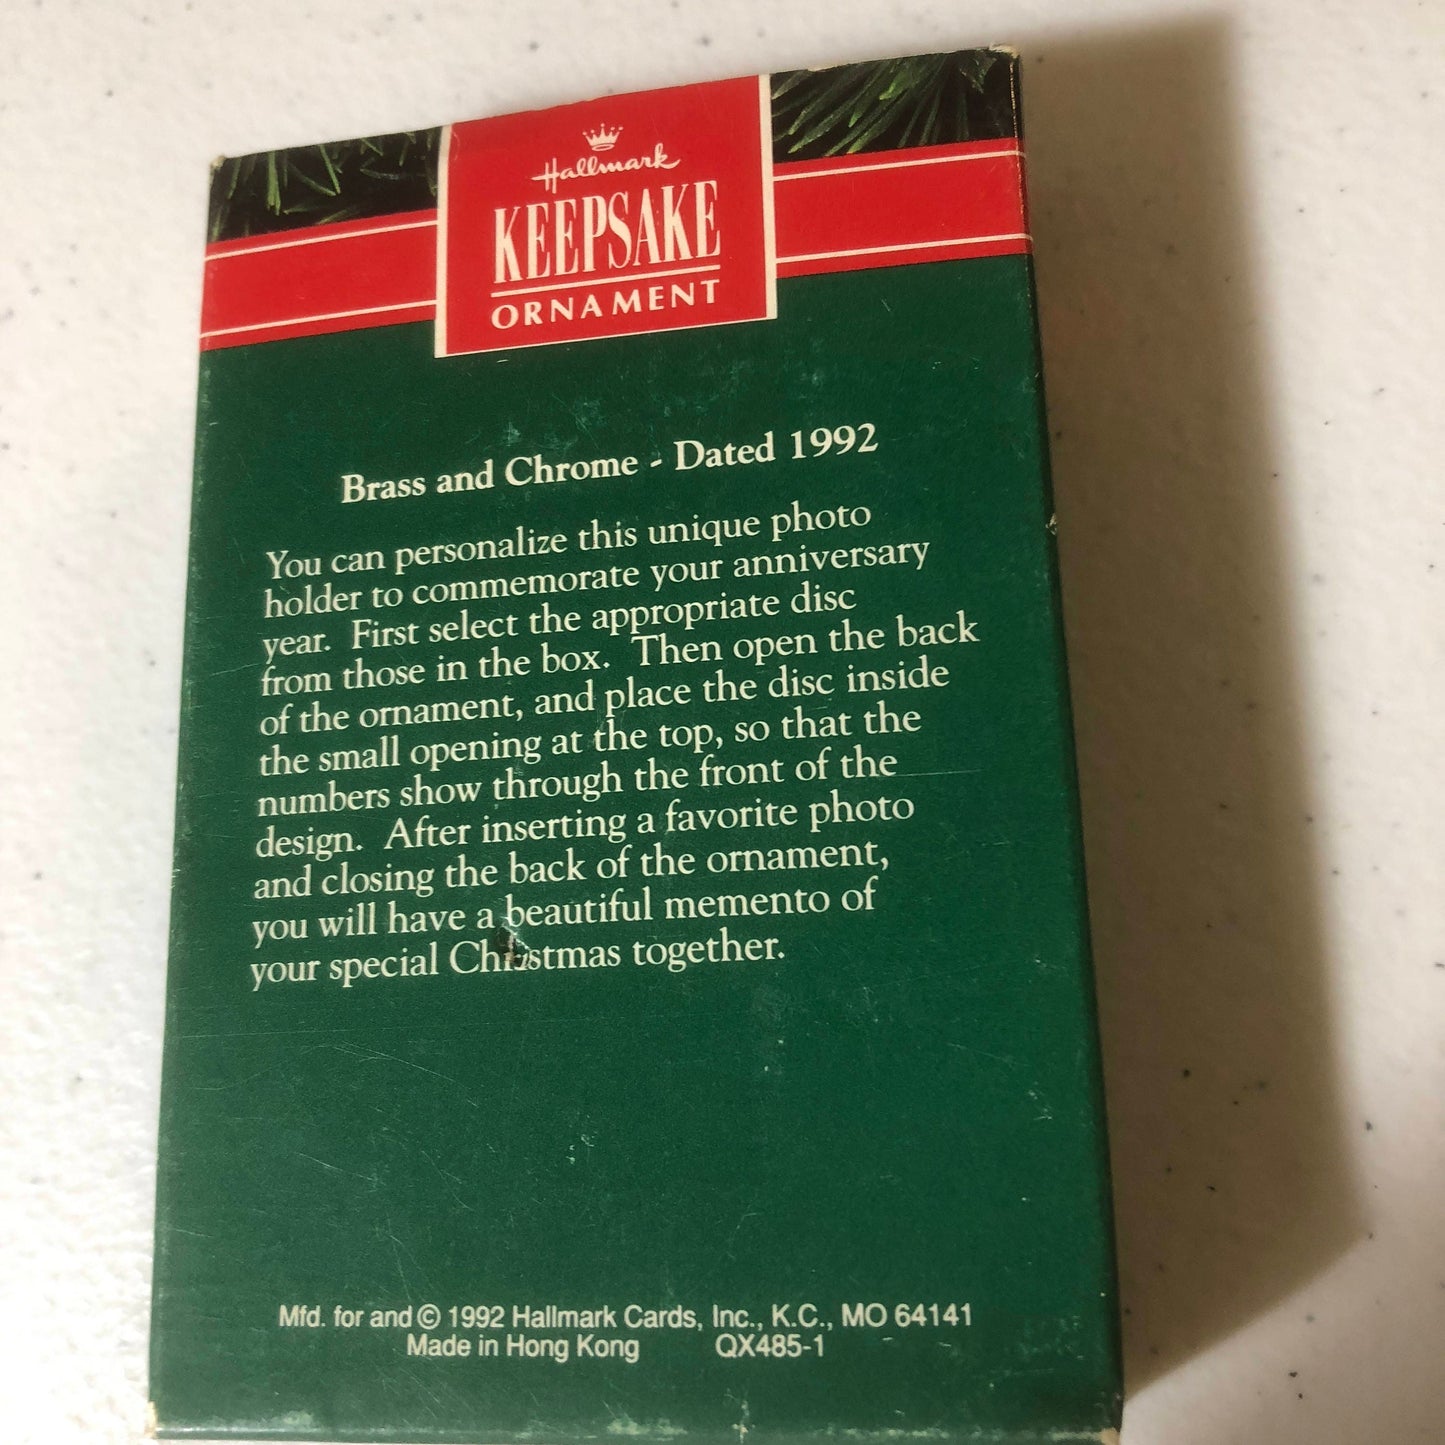 Hallmark
KEEPSAKE
ORNAMENT
Brass and Chrome - Dated 1992
You can personalize this unique photo
holder to commemorate your anniversary
year. First select the appropriate disc
from those in the box. Then open the back
of the ornament, and place the disc inside
the small opening at the top, so that the
numbers show through the front of the
design. After inserting a favorite photo
and closing the back of the ornament,
you will have a beautiful memento of
your special Christmas together.
Mfd. for and © 1992 Hallmark Cards, Inc., K.C., MO 64141
Made in Hong Kong QX485-1